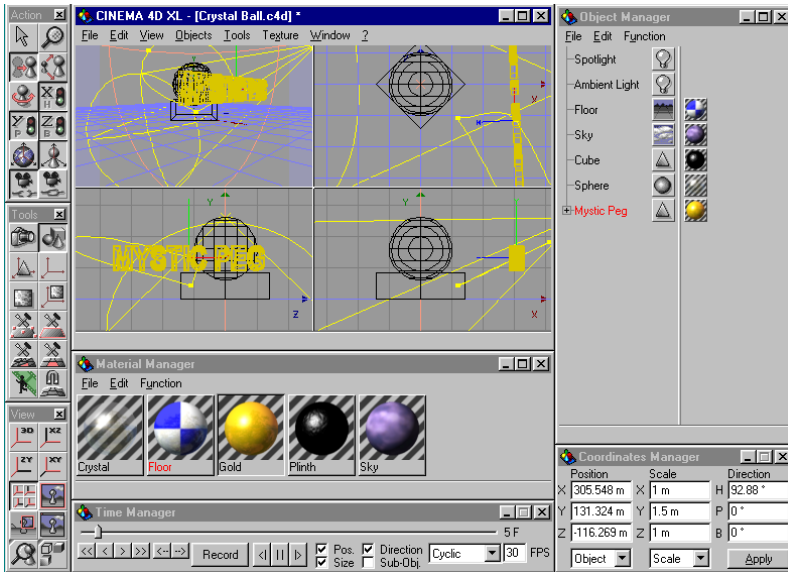 Action
CINEMA 4D XL - [Crystal Ball.c4d] *
File Edit View Objects Tools Texture Window ?
X
H
Y
P
Z
B
Y
X
Y
MYSTIC PEG
Z
Y
X
Tools
View
3D
XZ
ZY
XY
Material Manager
File Edit Function
Crystal
Floor
Gold
Plinth
Sky
Time Manager
5 F
<< < > >> <-- -->
Record
Pos. Direction
Size Sub-Obj.
Cyclic
30 FPS
Object Manager
File Edit Function
Spotlight
Ambient Light
Floor
Sky
Cube
Sphere
Mystic Peg
Coordinates Manager
Position Scale Direction
X 305.548 m X 1 m H 92.88 °
Y 131.324 m Y 1.5 m P 0 °
Z -116.269 m Z 1 m B 0 °
Object Scale Apply